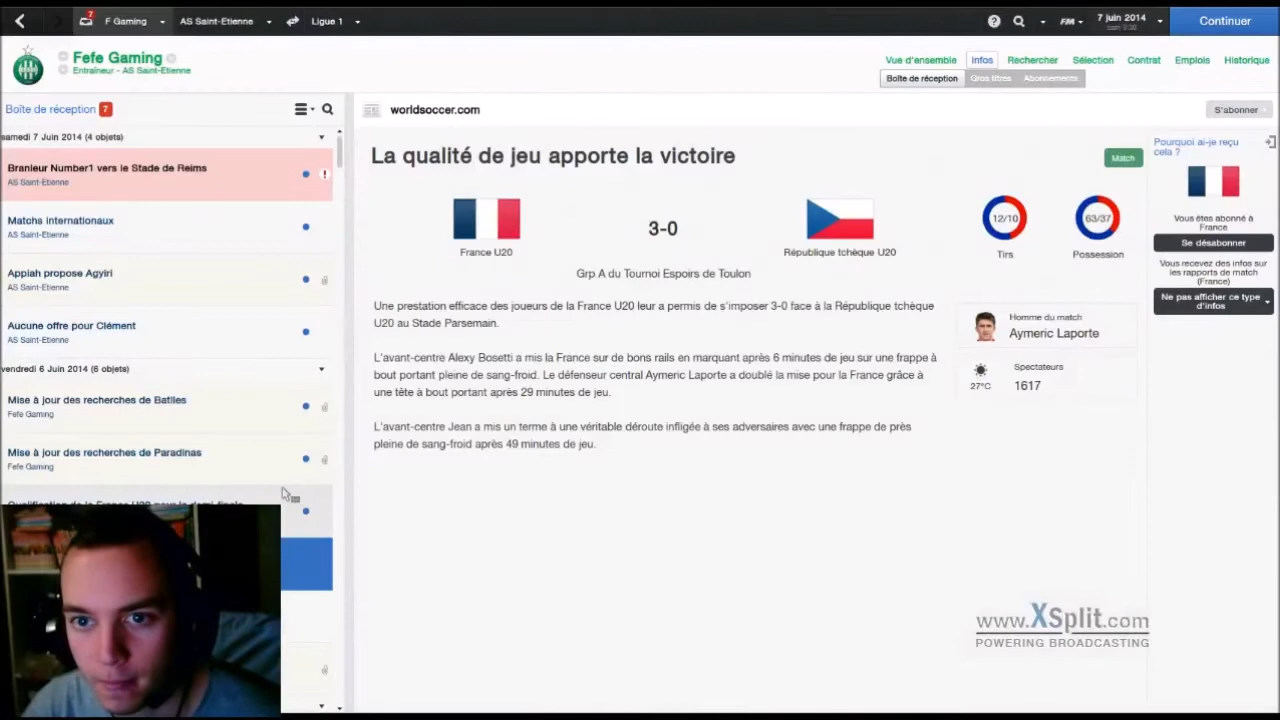 7
F Gaming
AS Saint-Etienne
Ligue 1
FM
7 juin 2014
Continuer
Fefe Gaming
Entraîneur - AS Saint-Etienne
Vue d'ensemble
Infos
Rechercher
Sélection
Contrat
Emplois
Historique
Boîte de réception
Gros titres
Abonnements
Boîte de réception 7
samedi 7 Juin 2014 (4 objets)
Branleur Number1 vers le Stade de Reims
AS Saint-Etienne
!
Matchs internationaux
AS Saint-Etienne
Appiah propose Agyiri
AS Saint-Etienne
Aucune offre pour Clément
AS Saint-Etienne
vendredi 6 Juin 2014 (6 objets)
Mise à jour des recherches de Batlles
Fefe Gaming
Mise à jour des recherches de Paradinas
Fefe Gaming
Qualification de la France U20 pour la demi-finale
worldsoccer.com
S'abonner
La qualité de jeu apporte la victoire
Match
France U20
3-0
République tchèque U20
Grp A du Tournoi Espoirs de Toulon
12/10
Tirs
63/37
Possession
Une prestation efficace des joueurs de la France U20 leur a permis de s'imposer 3-0 face à la République tchèque
U20 au Stade Parsemain.
L'avant-centre Alexy Bosetti a mis la France sur de bons rails en marquant après 6 minutes de jeu sur une frappe à
bout portant pleine de sang-froid. Le défenseur central Aymeric Laporte a doublé la mise pour la France grâce à
une tête à bout portant après 29 minutes de jeu.
L'avant-centre Jean a mis un terme à une véritable déroute infligée à ses adversaires avec une frappe de près
pleine de sang-froid après 49 minutes de jeu.
Homme du match
Aymeric Laporte
27°C
Spectateurs
1617
Pourquoi ai-je reçu
cela ?
Vous êtes abonné à
France
Se désabonner
Vous recevez des infos sur
les rapports de match
(France)
Ne pas afficher ce type
d'infos
www.XSplit.com
POWERING BROADCASTING